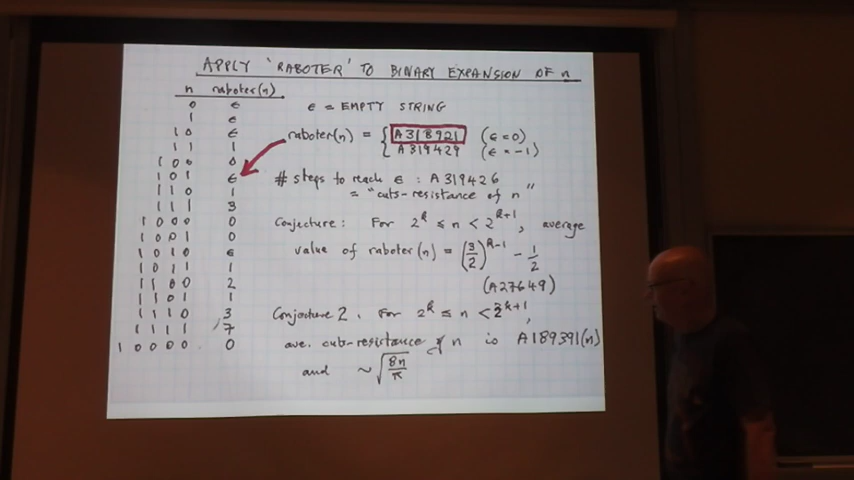 APPLY 'RABOTER' TO BINARY EXPANSION OF n
n raboter(n)
0 ϵ
1 ϵ
10 ϵ
11 1
100 0
101 ϵ
110 1
111 3
1000 0
1001 0
1010 ϵ
1011 1
1100 2
1101 1
1110 3
1111 7
10000 0
ϵ = EMPTY STRING
raboter(n) = { A318921 (ϵ=0)
A319429 (ϵ=-1)
# steps to reach ϵ : A319426
= "cuts-resistance of n"
Conjecture: For 2^k ≤ n < 2^k+1, average
value of raboter(n) = (3/2)^k-1 - 1/2
(A27649)
Conjecture 2. For 2^k ≤ n < 2^k+1,
ave. cub-resistance of n is A189391(n)
and ~ √8n/π